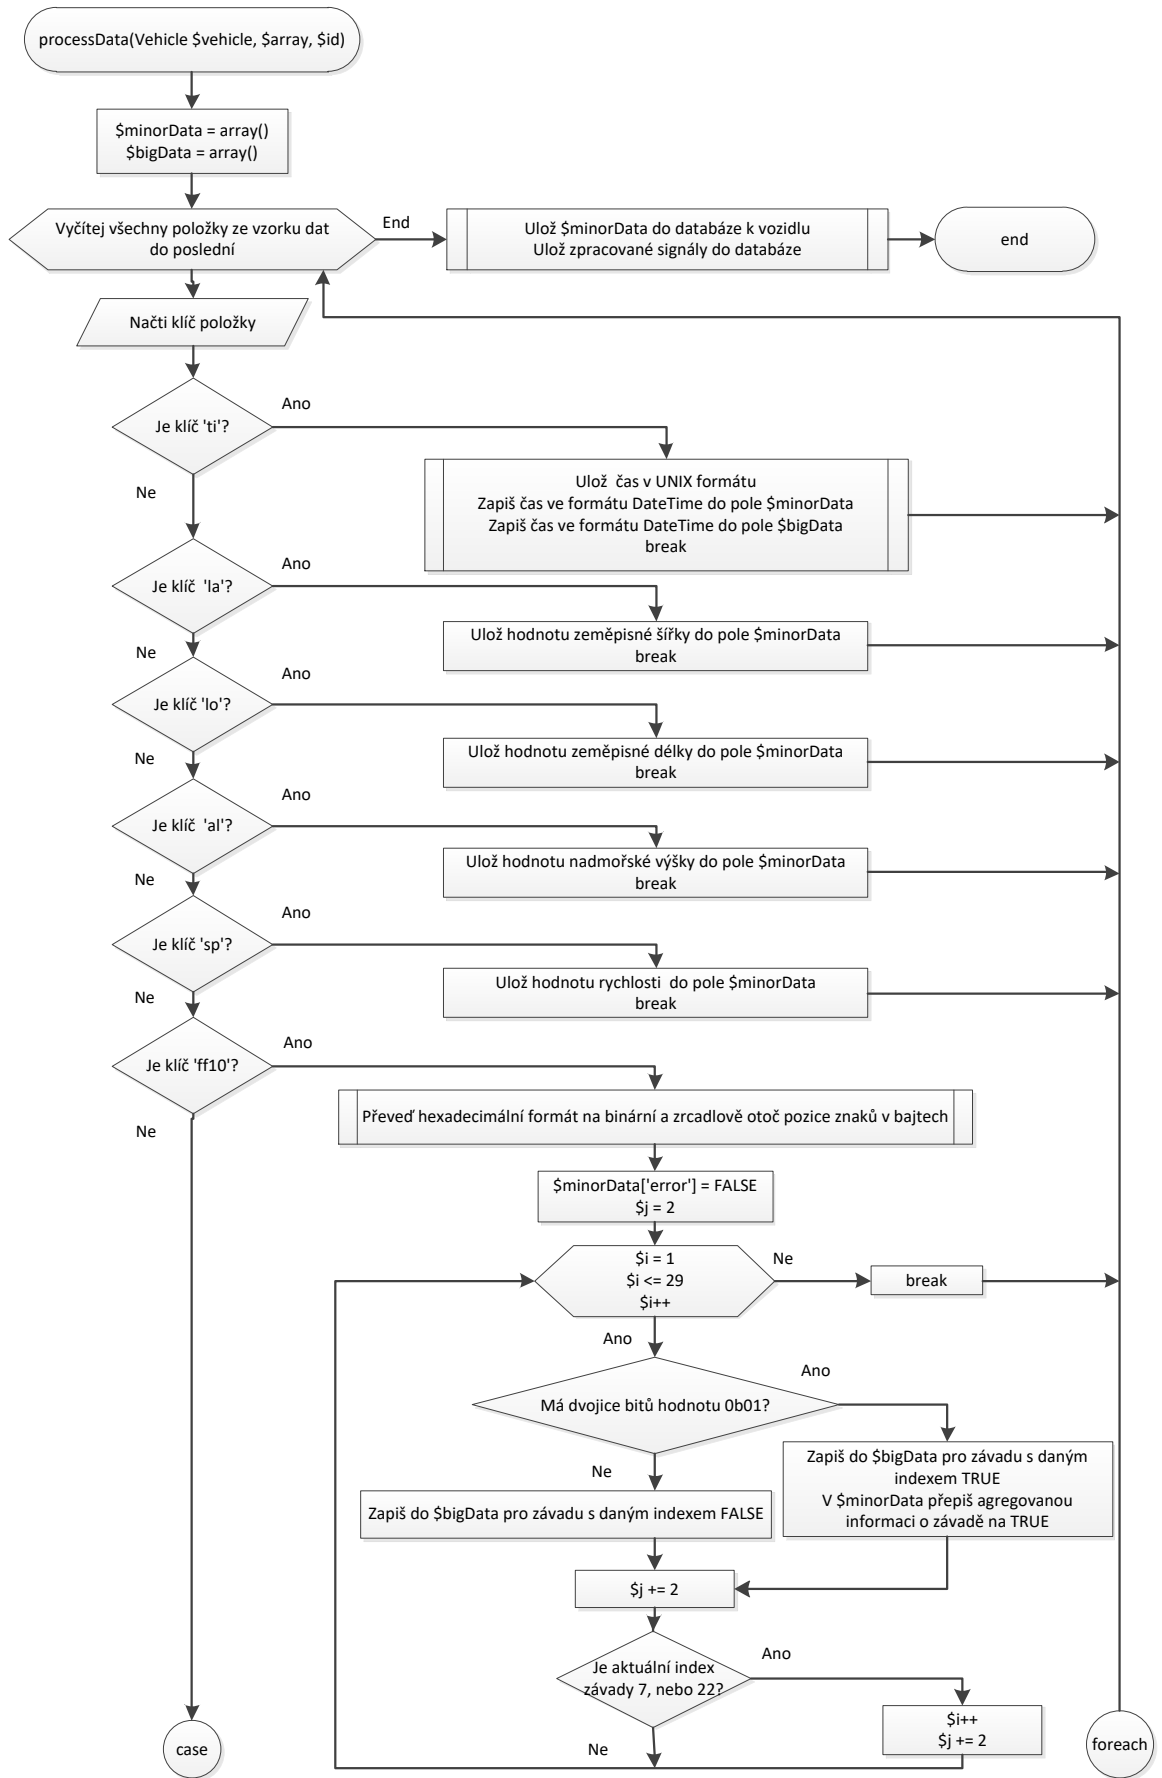 processData(Vehicle $vehicle, $array, $id)
$minorData = array()
$bigData = array()
Vyčítej všechny položky ze vzorku dat
do poslední
End
Ulož $minorData do databáze k vozidlu
Ulož zpracované signály do databáze
end
Načti klíč položky
Je klíč 'ti'?
Ano
Ne
Ulož  čas v UNIX formátu
Zapiš čas ve formátu DateTime do pole $minorData
Zapiš čas ve formátu DateTime do pole $bigData
break
Je klíč  'la'?
Ano
Ne
Ulož hodnotu zeměpisné šířky do pole $minorData
break
Je klíč 'lo'?
Ano
Ne
Ulož hodnotu zeměpisné délky do pole $minorData
break
Je klíč  'al'?
Ano
Ne
Ulož hodnotu nadmořské výšky do pole $minorData
break
Je klíč 'sp'?
Ano
Ne
Ulož hodnotu rychlosti  do pole $minorData
break
Je klíč 'ff10'?
Ano
Ne
Převeď hexadecimální formát na binární a zrcadlově otoč pozice znaků v bajtech
$minorData['error'] = FALSE
$j = 2
$i = 1
$i <= 29
$i++
Ne
break
Ano
Má dvojice bitů hodnotu 0b01?
Ano
Ne
Zapiš do $bigData pro závadu s daným
indexem TRUE
V $minorData přepiš agregovanou
informaci o závadě na TRUE
Zapiš do $bigData pro závadu s daným indexem FALSE
$j += 2
Je aktuální index
závady 7, nebo 22?
Ano
Ne
$i++
$j += 2
case
foreach